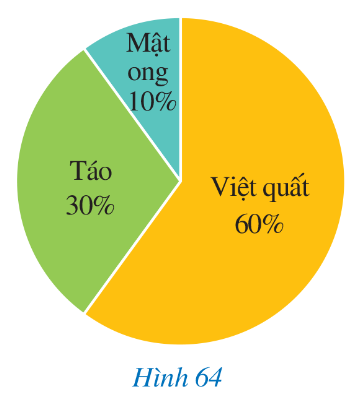 Mật
ong
10%
Táo
30%
Việt quất
60%
Hình 64